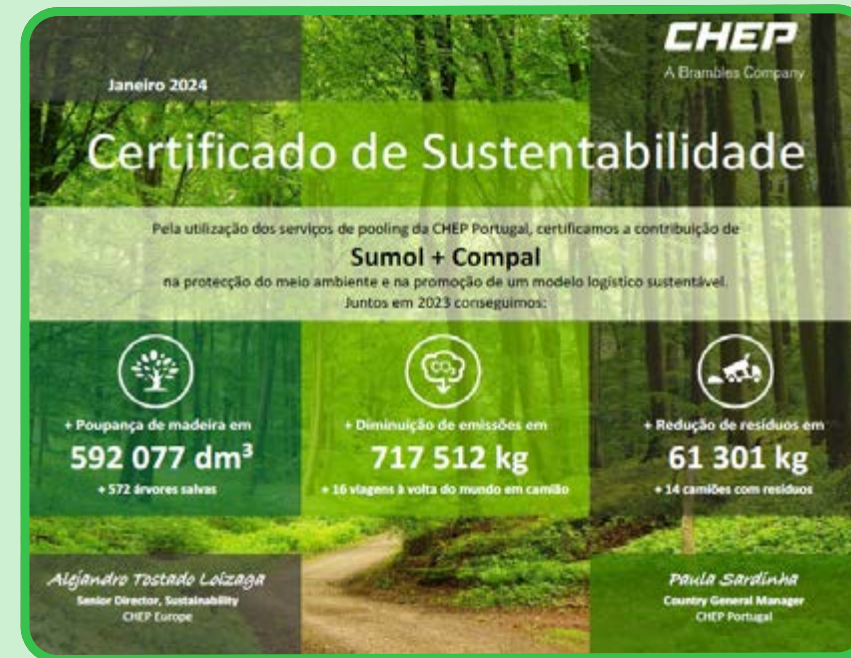 CHEP
A Brambles Company
Janeiro 2024
Certificado de Sustentabilidade
Pela utilização dos serviços de pooling da CHEP Portugal, certificamos a contribuição de
Sumol + Compal
na protecção do meio ambiente e na promoção de um modelo logístico sustentável.
Juntos em 2023 conseguimos:
+ Poupança de madeira em
592 077 dm³
+ 572 árvores salvas
CO₂
+ Diminuição de emissões em
717 512 kg
+ 16 viagens à volta do mundo em camião
+ Redução de resíduos em
61 301 kg
+ 14 camiões com resíduos
Alejandro Tostado Loizaga
Senior Director, Sustainability
CHEP Europe
Paula Sardinha
Country General Manager
CHEP Portugal